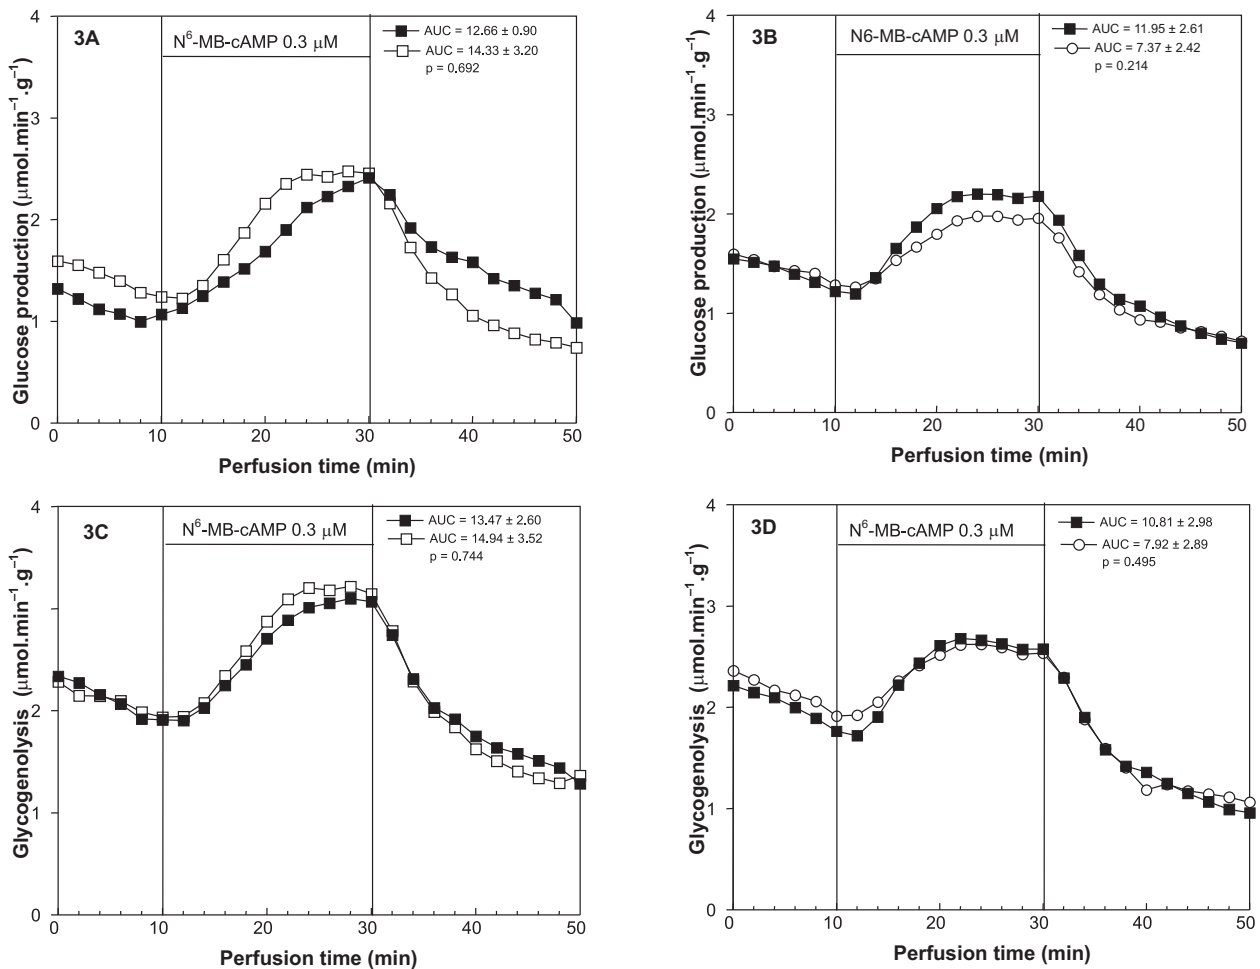 3A
N⁶-MB-cAMP 0.3 μM
AUC = 12.66 ± 0.90
AUC = 14.33 ± 3.20
p = 0.692
Glucose production (μmol.min⁻¹.g⁻¹)
4
3
2
1
0
0 10 20 30 40 50
Perfusion time (min)
3B
N6-MB-cAMP 0.3 μM
AUC = 11.95 ± 2.61
AUC = 7.37 ± 2.42
p = 0.214
Glucose production (μmol.min⁻¹.g⁻¹)
4
3
2
1
0
0 10 20 30 40 50
Perfusion time (min)
3C
N⁶-MB-cAMP 0.3 μM
AUC = 13.47 ± 2.60
AUC = 14.94 ± 3.52
p = 0.744
Glycogenolysis (μmol.min⁻¹.g⁻¹)
4
3
2
1
0
0 10 20 30 40 50
Perfusion time (min)
3D
N⁶-MB-cAMP 0.3 μM
AUC = 10.81 ± 2.98
AUC = 7.92 ± 2.89
p = 0.495
Glycogenolysis (μmol.min⁻¹.g⁻¹)
4
3
2
1
0
0 10 20 30 40 50
Perfusion time (min)